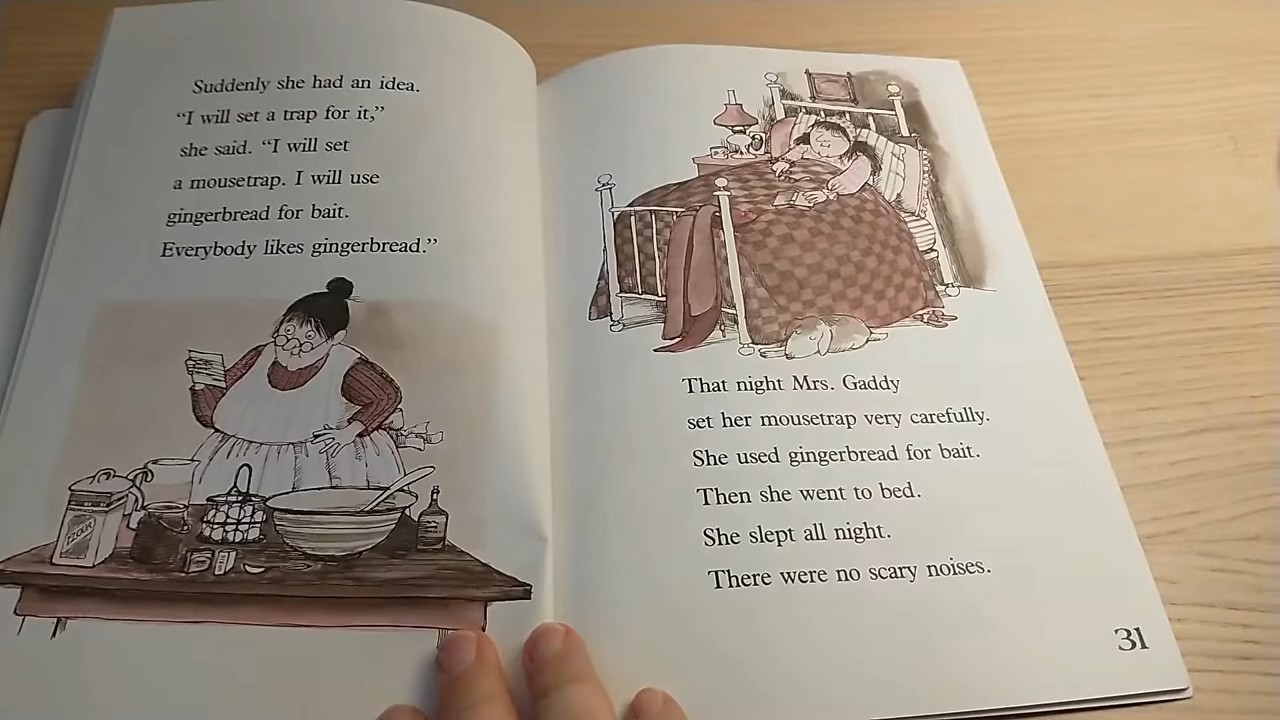 Suddenly she had an idea.
“I will set a trap for it,”
she said. “I will set
a mousetrap. I will use
gingerbread for bait.
Everybody likes gingerbread.”
FLOUR
That night Mrs. Gaddy
set her mousetrap very carefully.
She used gingerbread for bait.
Then she went to bed.
She slept all night.
There were no scary noises.
31